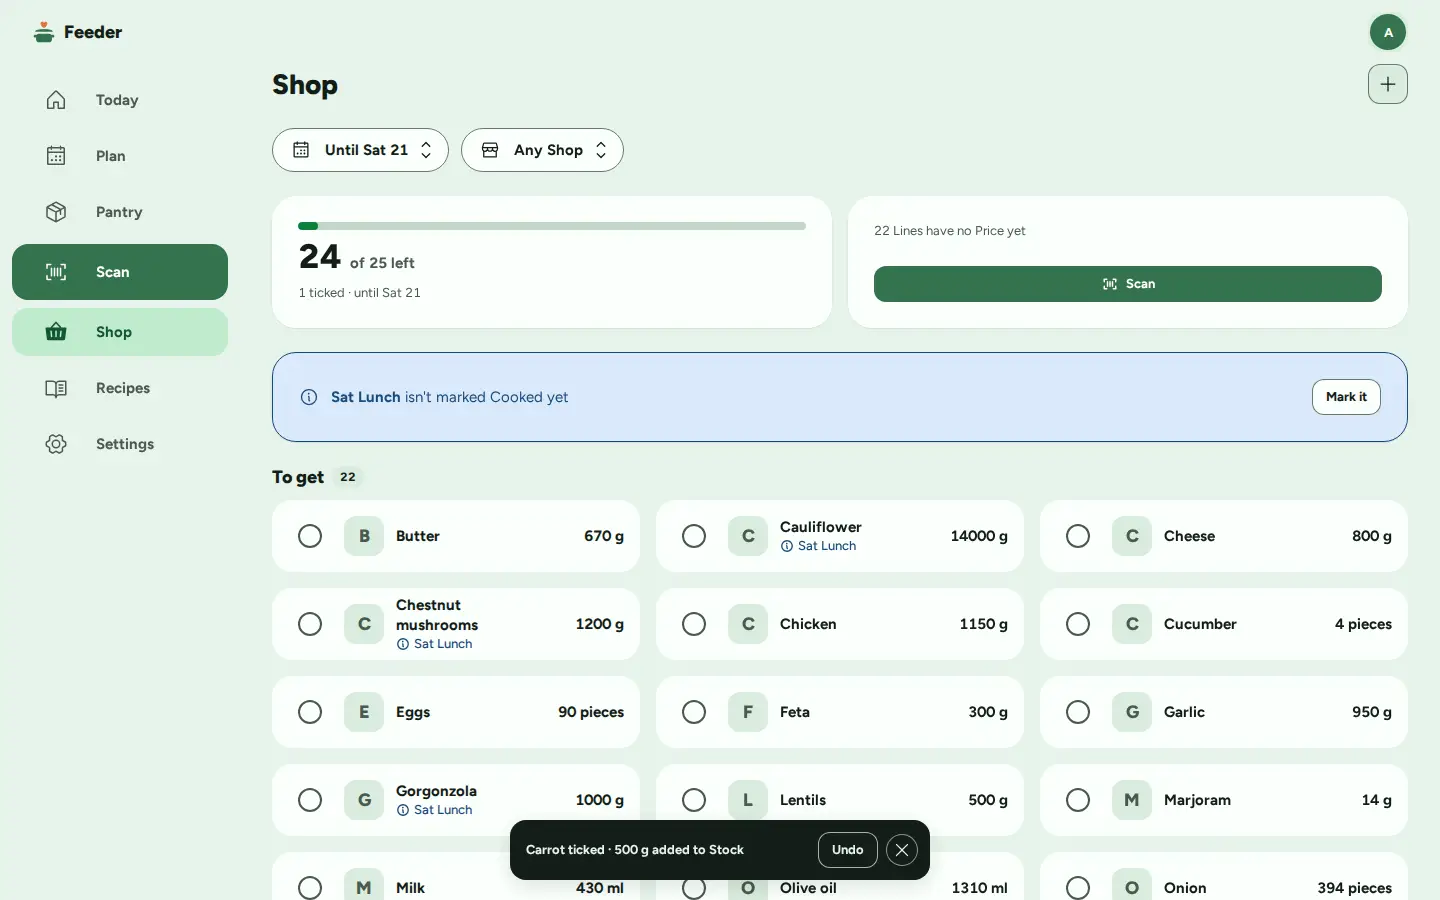 Feeder
A
Today
Plan
Pantry
Scan
Shop
Recipes
Settings
Shop
Until Sat 21
Any Shop
24 of 25 left
1 ticked · until Sat 21
22 Lines have no Price yet
Scan
Sat Lunch isn't marked Cooked yet
Mark it
To get 22
B Butter 670 g
C Cauliflower 14000 g
Sat Lunch
C Cheese 800 g
C Chestnut mushrooms 1200 g
Sat Lunch
C Chicken 1150 g
C Cucumber 4 pieces
E Eggs 90 pieces
F Feta 300 g
G Garlic 950 g
G Gorgonzola 1000 g
Sat Lunch
L Lentils 500 g
M Marjoram 14 g
Carrot ticked · 500 g added to Stock
Undo
M Milk 430 ml
O Olive oil 1310 ml
O Onion 394 pieces